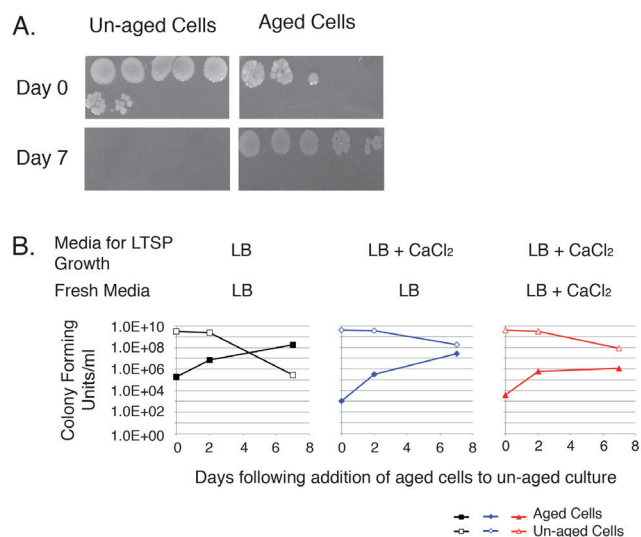 A.
Un-aged Cells
Aged Cells
Day 0
Day 7
B.
Media for LTSP Growth
LB
LB + CaCl2
LB + CaCl2
Fresh Media
LB
LB
LB + CaCl2
Colony Forming
Units/ml
1.0E+10
1.0E+08
1.0E+06
1.0E+04
1.0E+02
1.0E+00
0 2 4 6 8
0 2 4 6 8
0 2 4 6 8
Days following addition of aged cells to un-aged culture
Aged Cells
Un-aged Cells